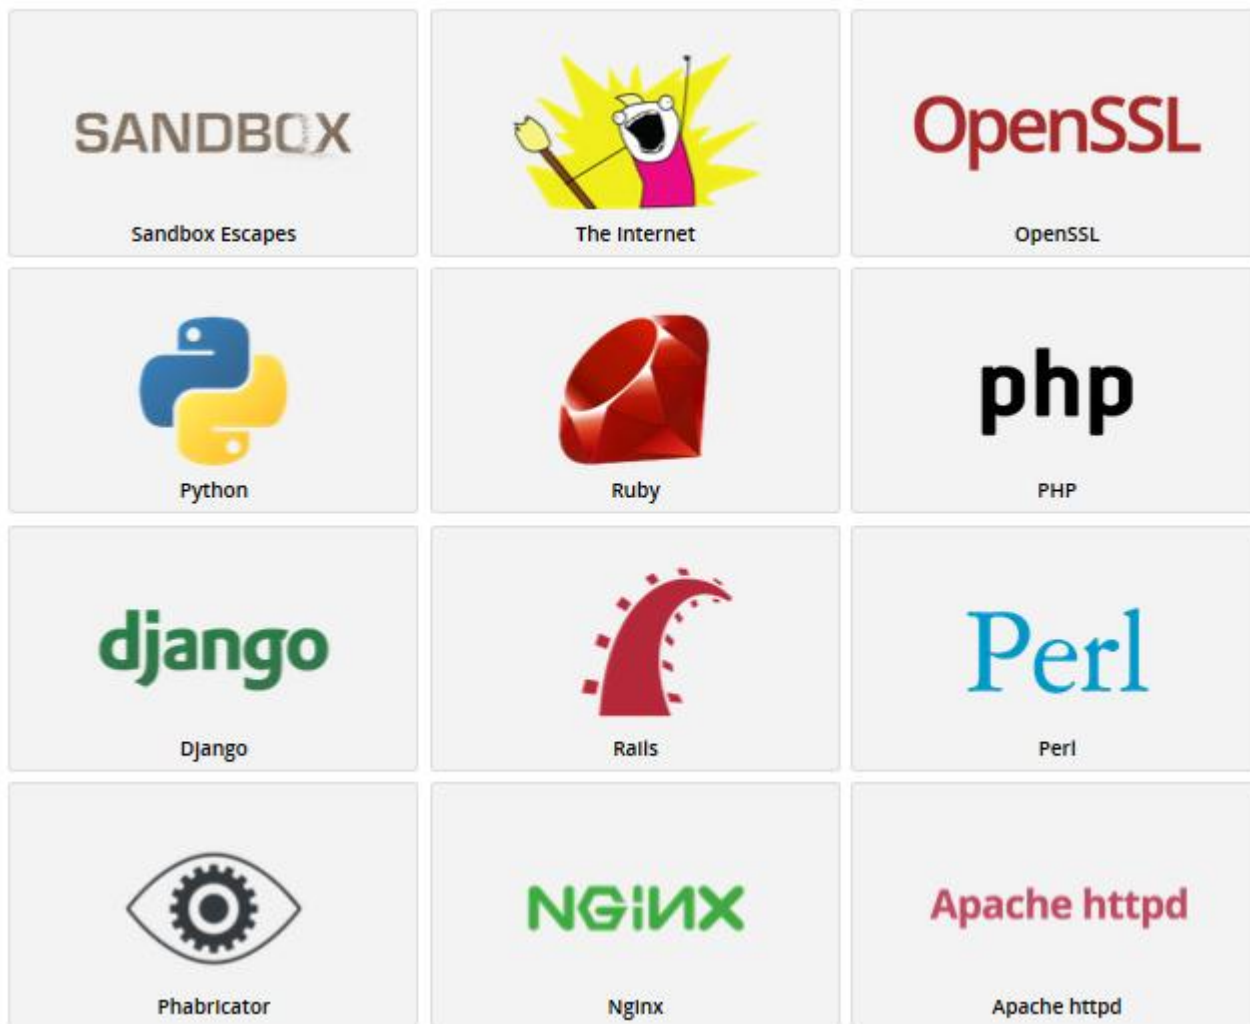 SANDBOX
Sandbox Escapes
The Internet
OpenSSL
OpenSSL
Python
Ruby
php
PHP
django
Django
Rails
Perl
Perl
Phabricator
NGiNX
Nginx
Apache httpd
Apache httpd